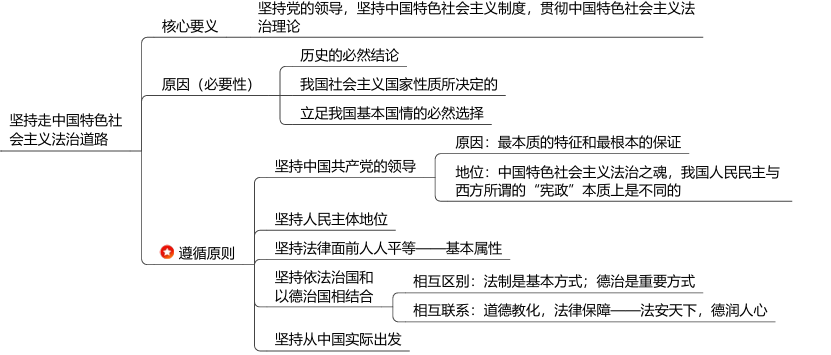 坚持走中国特色社
会主义法治道路
核心要义
坚持党的领导，坚持中国特色社会主义制度，贯彻中国特色社会主义法
治理论
原因（必要性）
历史的必然结论
我国社会主义国家性质所决定的
立足我国基本国情的必然选择
遵循原则
坚持中国共产党的领导
原因：最本质的特征和最根本的保证
地位：中国特色社会主义法治之魂，我国人民民主与
西方所谓的“宪政”本质上是不同的
坚持人民主体地位
坚持法律面前人人平等——基本属性
坚持依法治国和
以德治国相结合
相互区别：法制是基本方式；德治是重要方式
相互联系：道德教化，法律保障——法安天下，德润人心
坚持从中国实际出发